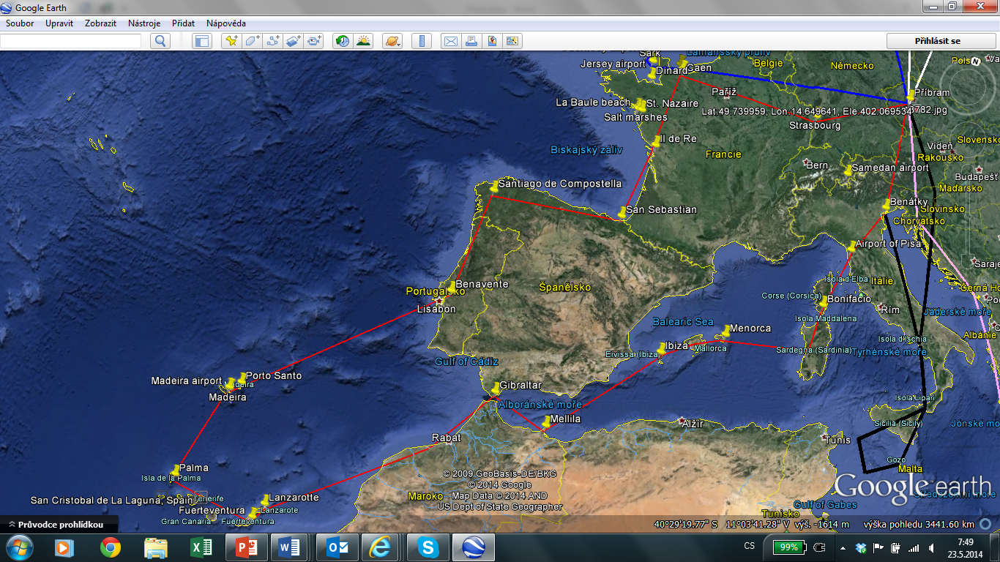 Google Earth
Soubor Upravit Zobrazit Nástroje Přidat Nápověda
Přihlásit se
Sark
Lamanšský průliv
Jersey airport
Dinard
Caen
Belgie
Německo
Pols
N
Va
Paříž
Příbram
La Baule beach
St. Nazaire
Salt marshes
Lat:49.739959, Lon:14.649641, Ele:402.069534
3782.jpg
Strasbourg
Il de Re
Slovensko
Vídeň
Rakousko
Biskajský záliv
Francie
Bern
Samedan airport
Budapešť
Maďarsko
Santiago de Compostella
San Sebastian
Benátky
Slovinsko
Chorvatsko
Airport of Pisa
Saraje
Benavente
Portugalsko
Španělsko
Isola d'Elba
Itálie
Černá Ho
Lisabon
Corse (Corsica)
Bonifacio
Řím
Jaderské moře
Isola Maddalena
Balearic Sea
Menorca
Albánie
Ibiza
Mallorca
Eivissa (Ibiza)
Sardegna (Sardinia)
Isola d'Ischia
Tyrhénské moře
Gulf of Cádiz
Madeira airport
Porto Santo
Madeira
Gibraltar
Alboránské moře
Isola Lipari
Mellila
Alžír
Sicilia (Sicily)
Jónské mo
Rabat
Tunis
Gozo
Malta
Palma
Isla de la Palma
San Cristobal de La Laguna, Spain
Tenerife
Lanzarotte
Lanzarote
Fuerteventura
Gran Canaria
Fuerteventura
Maroko
© 2009 GeoBasis-DE/BKG
© 2014 Google
Map Data © 2014 AND
US Dept of State Geographer
Google earth
Středozemní moře
Gulf of Gabes
Tunisko
Průvodce prohlídkou
40°29'19.77" S 11°03'41.28" V výš. -1614 m výška pohledu 3441.60 km
CS
99%
7:49
23.5.2014